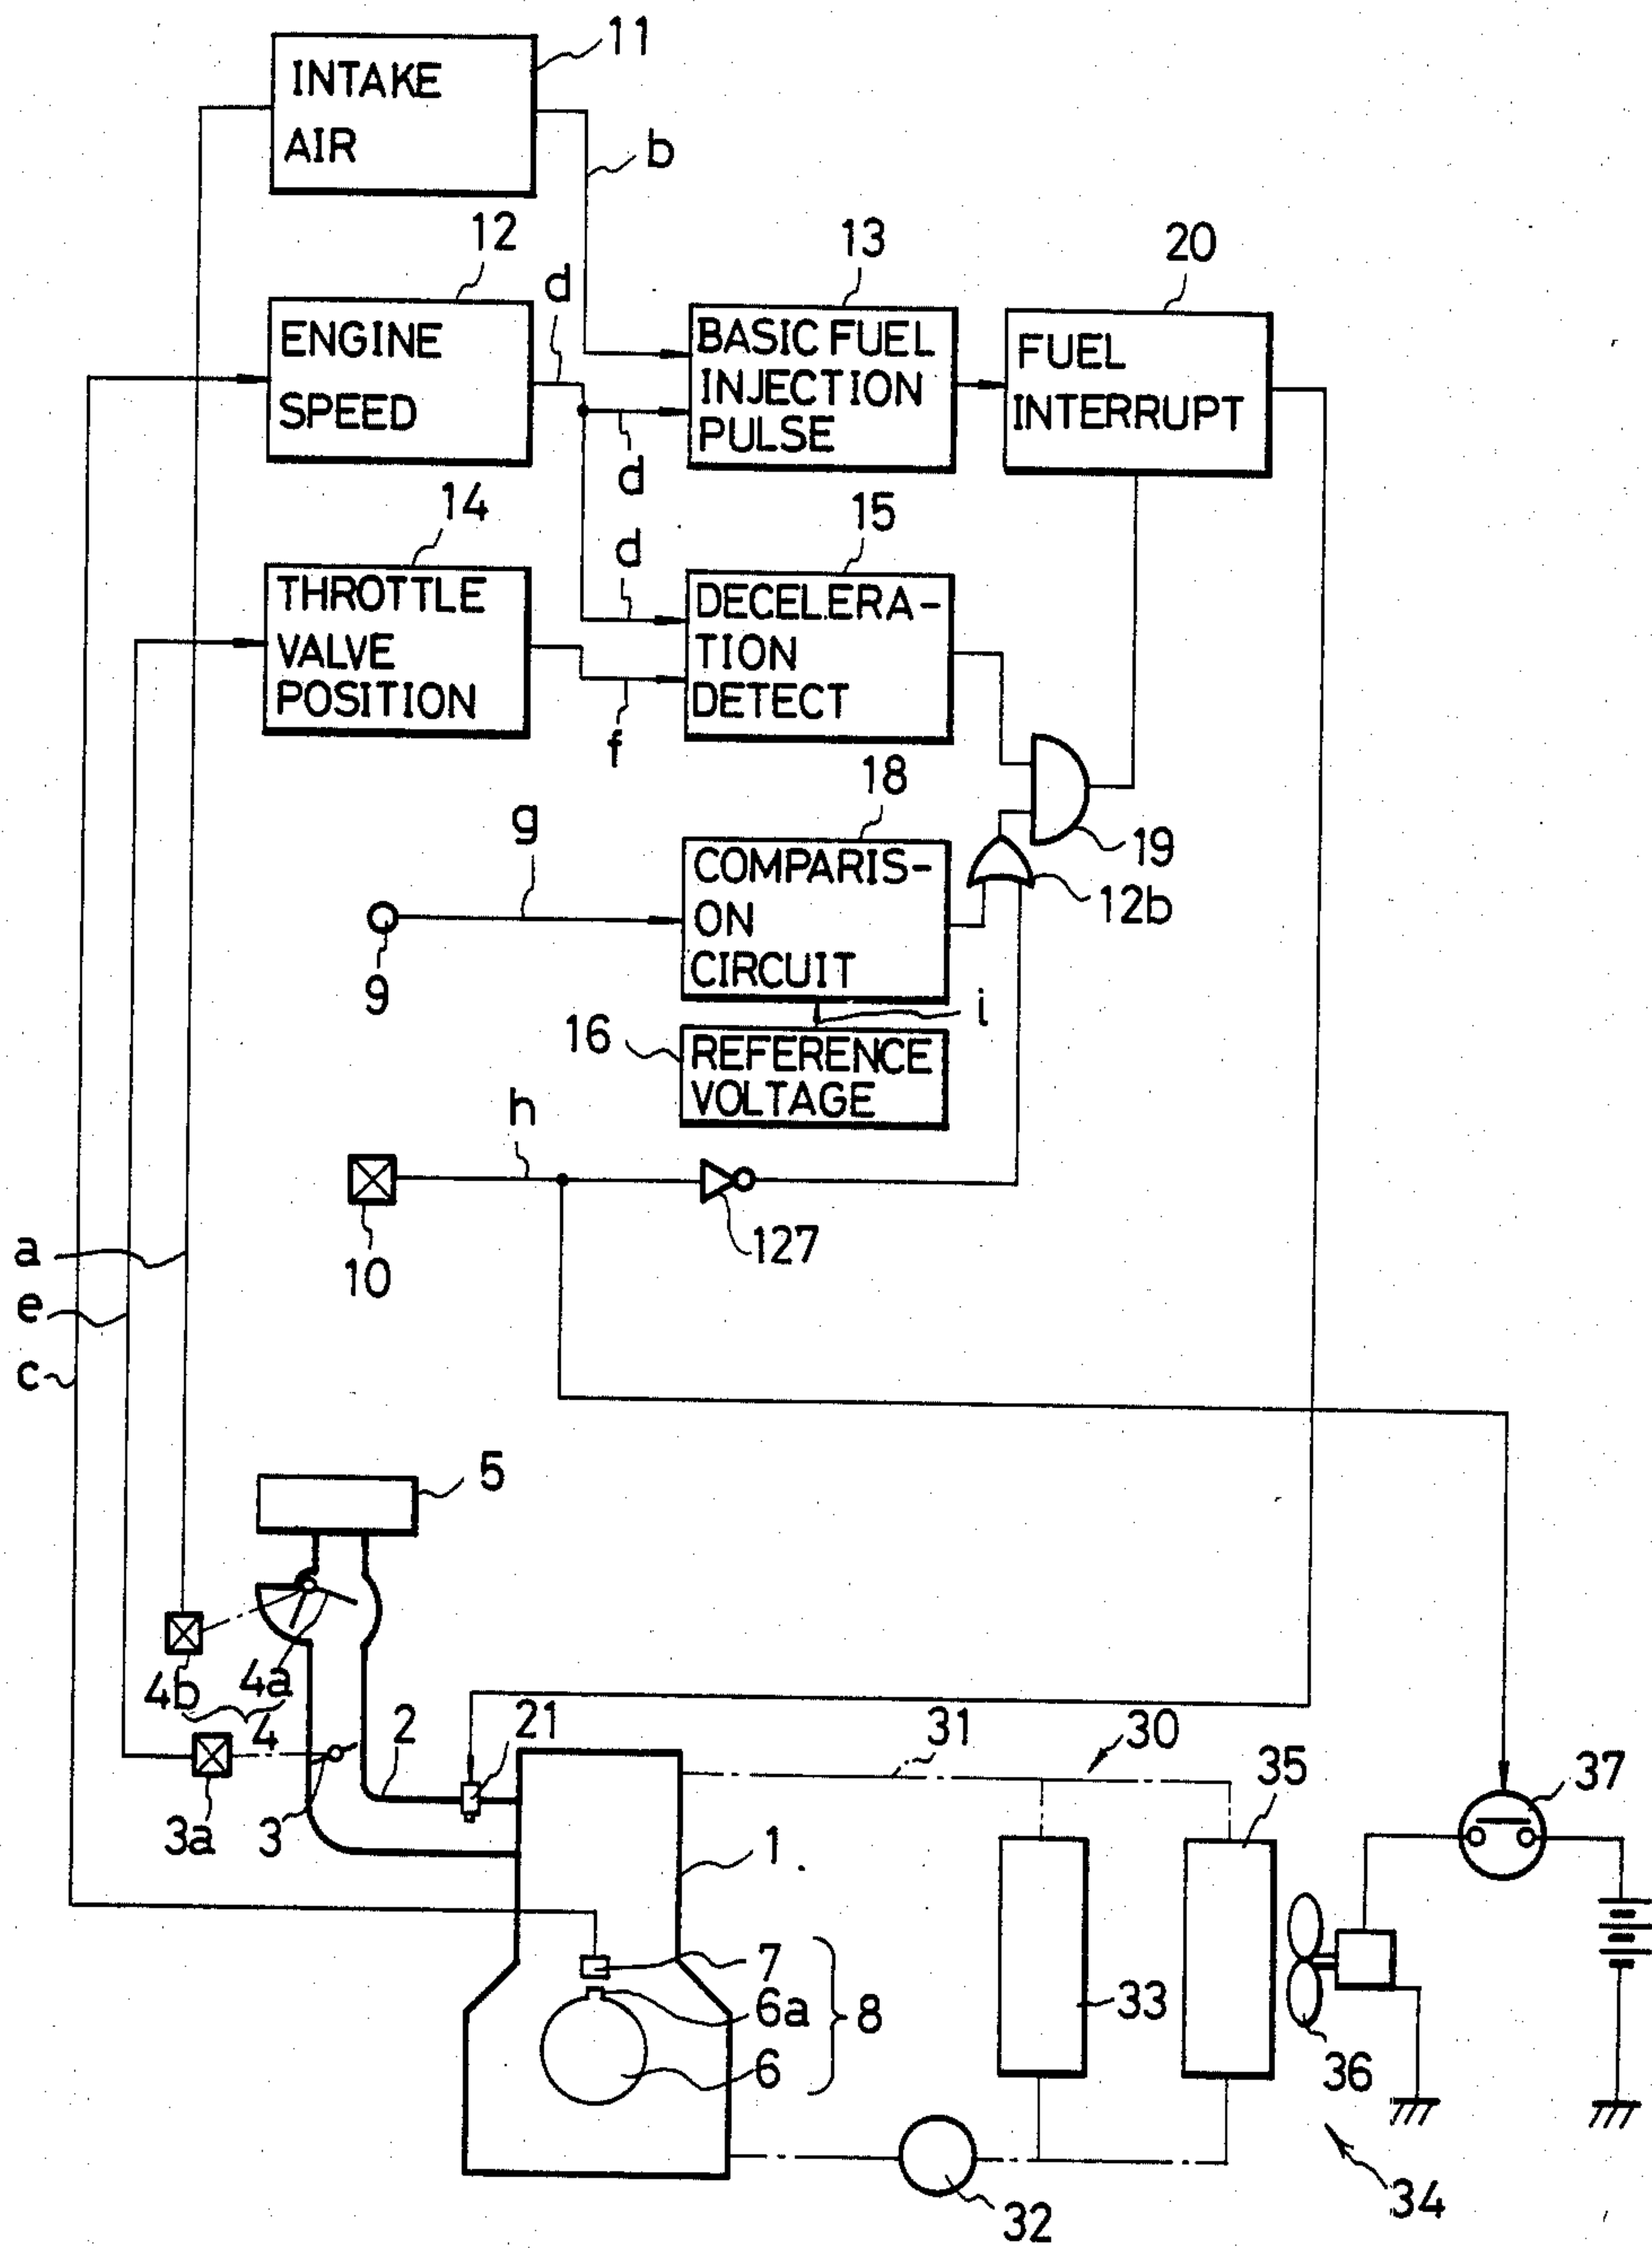 11
INTAKE
AIR
b
12
13
20
d
ENGINE
SPEED
BASIC FUEL
INJECTION
PULSE
FUEL
INTERRUPT
d
14
15
d
THROTTLE
VALVE
POSITION
DECELERA-
TION
DETECT
f
18
g
19
COMPARIS-
ON
CIRCUIT
12b
9
i
16
REFERENCE
VOLTAGE
h
127
10
a
e
c
5
4b
4a
4
2
21
31
30
35
37
3a
3
1
7
6a
6
8
33
36
32
34